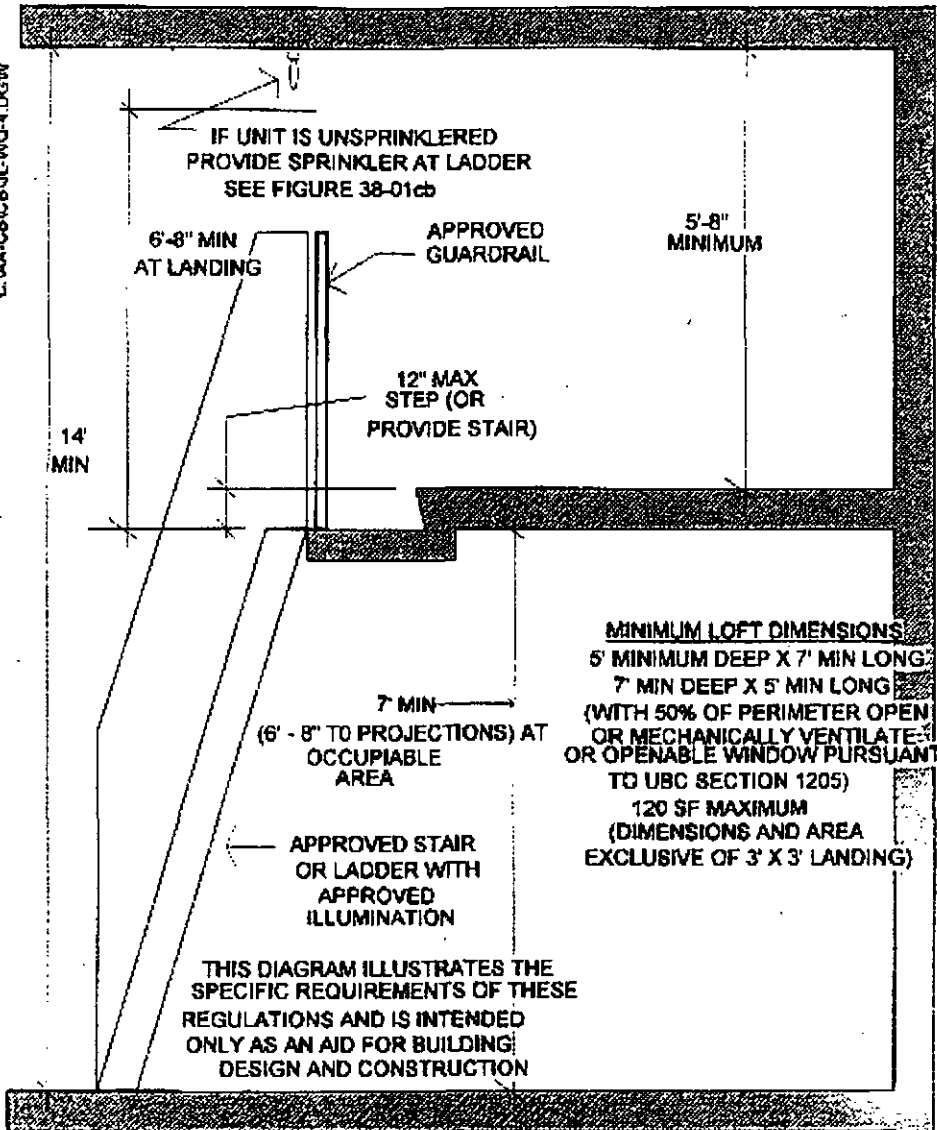 IF UNIT IS UNSPRINKLERED
PROVIDE SPRINKLER AT LADDER
SEE FIGURE 38-01cb
6'-8" MIN
AT LANDING
APPROVED
GUARDRAIL
5'-8"
MINIMUM
12" MAX
STEP (OR
PROVIDE STAIR)
14'
MIN
MINIMUM LOFT DIMENSIONS
5' MINIMUM DEEP X 7' MIN LONG
7' MIN DEEP X 5' MIN LONG
(WITH 50% OF PERIMETER OPEN
OR MECHANICALLY VENTILATE
OR OPENABLE WINDOW PURSUANT
TO UBC SECTION 1205)
120 SF MAXIMUM
(DIMENSIONS AND AREA
EXCLUSIVE OF 3' X 3' LANDING)
7' MIN
(6' - 8" TO PROJECTIONS) AT
OCCUPIABLE
AREA
APPROVED STAIR
OR LADDER WITH
APPROVED
ILLUMINATION
THIS DIAGRAM ILLUSTRATES THE
SPECIFIC REQUIREMENTS OF THESE
REGULATIONS AND IS INTENDED
ONLY AS AN AID FOR BUILDING
DESIGN AND CONSTRUCTION